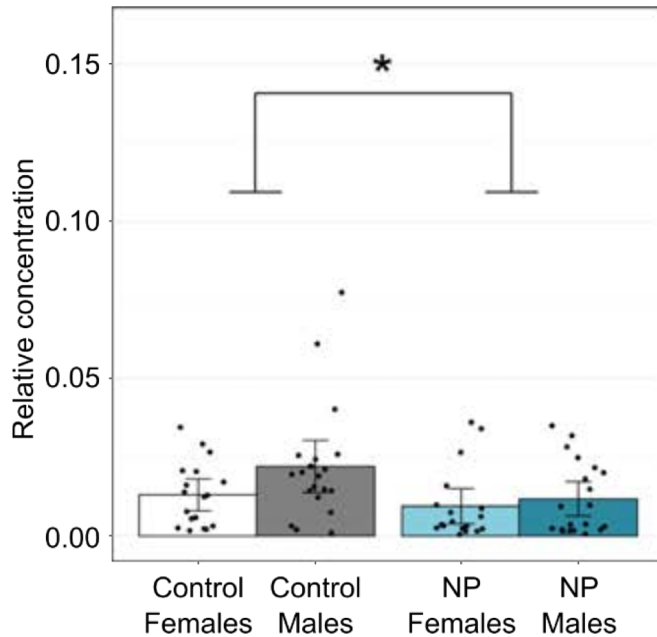 *
0.15
0.10
0.05
0.00
Relative concentration
Control Females
Control Males
NP Females
NP Males